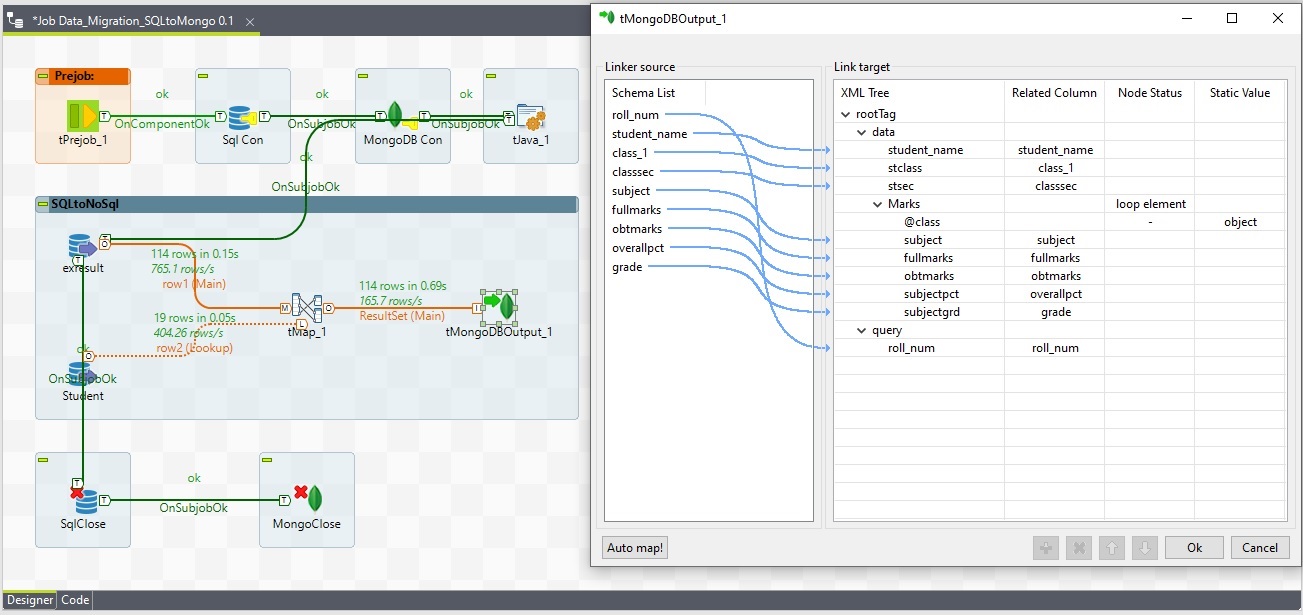 *Job Data_Migration_SQLtoMongo 0.1
Prejob:
ok
ok
ok
OnComponentOk
OnSubjobOk
OnSubjobOk
tPrejob_1
Sql Con
MongoDB Con
tJava_1
ok
OnSubjobOk
SQLtoNoSql
exresult
114 rows in 0.15s
765.1 rows/s
row1 (Main)
114 rows in 0.69s
165.7 rows/s
ResultSet (Main)
19 rows in 0.05s
404.26 rows/s
row2 (Lookup)
tMap_1
tMongoDBOutput_1
ok
OnSubjobOk
Student
ok
OnSubjobOk
SqlClose
MongoClose
Designer
Code
tMongoDBOutput_1
Linker source
Schema List
roll_num
student_name
class_1
classsec
subject
fullmarks
obtmarks
overallpct
grade
Link target
XML Tree Related Column Node Status Static Value
rootTag
data
student_name student_name
stclass class_1
stsec classsec
Marks loop element
@class - object
subject subject
fullmarks fullmarks
obtmarks obtmarks
subjectpct overallpct
subjectgrd grade
query
roll_num roll_num
Auto map!
Ok
Cancel